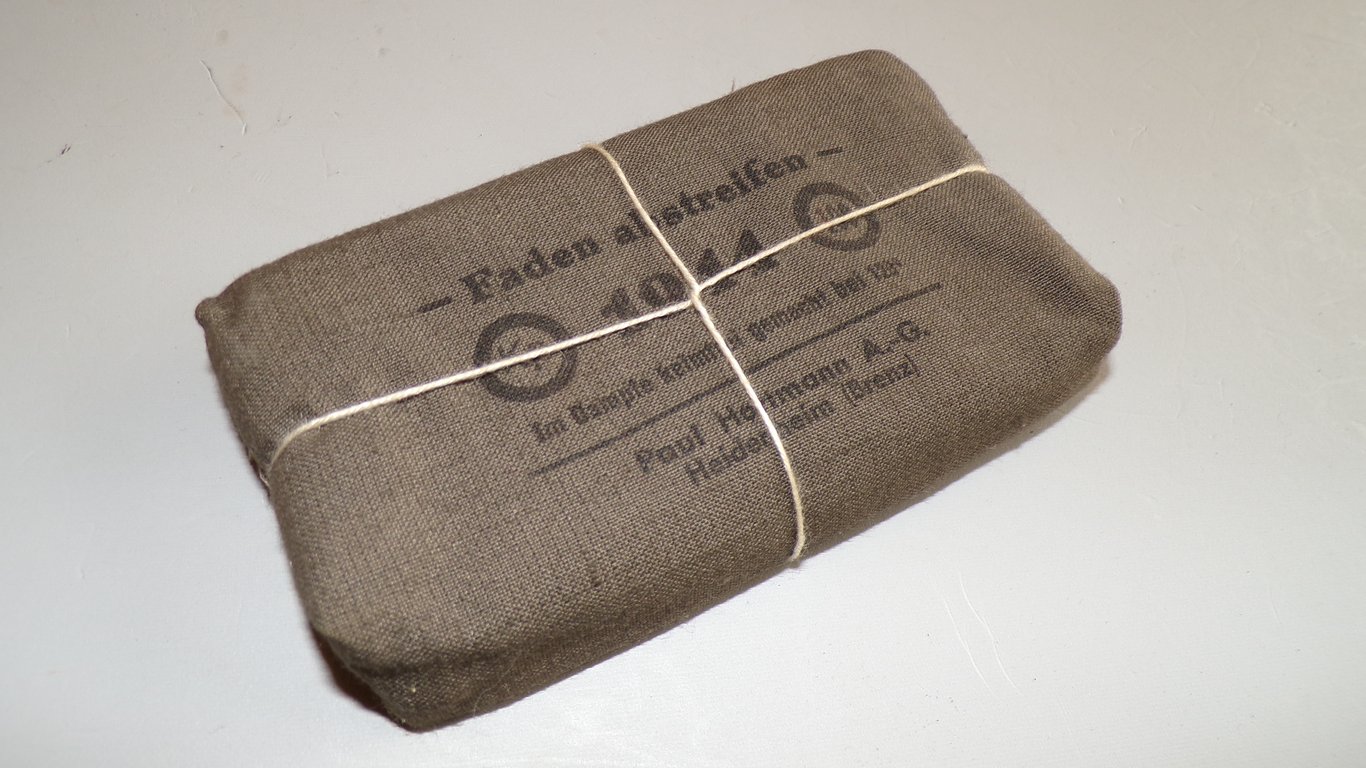 – Faden abstreifen –
1944
Im Dampfe keimfrei gemacht bei 120°
Paul Hartmann A.-G.
Heidenheim (Brenz)